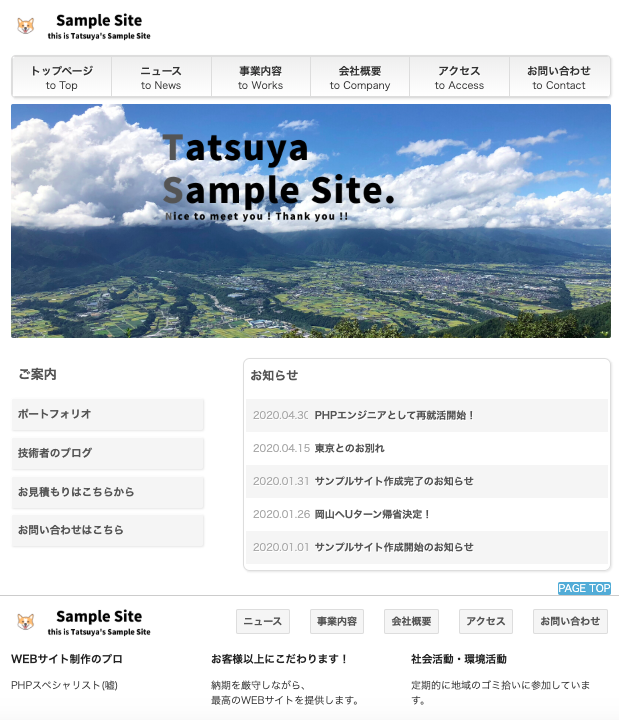 Sample Site
this is Tatsuya's Sample Site
トップページ
to Top
ニュース
to News
事業内容
to Works
会社概要
to Company
アクセス
to Access
お問い合わせ
to Contact
Tatsuya
Sample Site.
Nice to meet you ! Thank you !!
ご案内
ポートフォリオ
技術者のブログ
お見積もりはこちらから
お問い合わせはこちら
お知らせ
2020.04.30 PHPエンジニアとして再就活開始！
2020.04.15 東京とのお別れ
2020.01.31 サンプルサイト作成完了のお知らせ
2020.01.26 岡山へUターン帰省決定！
2020.01.01 サンプルサイト作成開始のお知らせ
PAGE TOP
Sample Site
this is Tatsuya's Sample Site
ニュース
事業内容
会社概要
アクセス
お問い合わせ
WEBサイト制作のプロ
PHPスペシャリスト(嘘)
お客様以上にこだわります！
納期を厳守しながら、
最高のWEBサイトを提供します。
社会活動・環境活動
定期的に地域のゴミ拾いに参加していま
す。